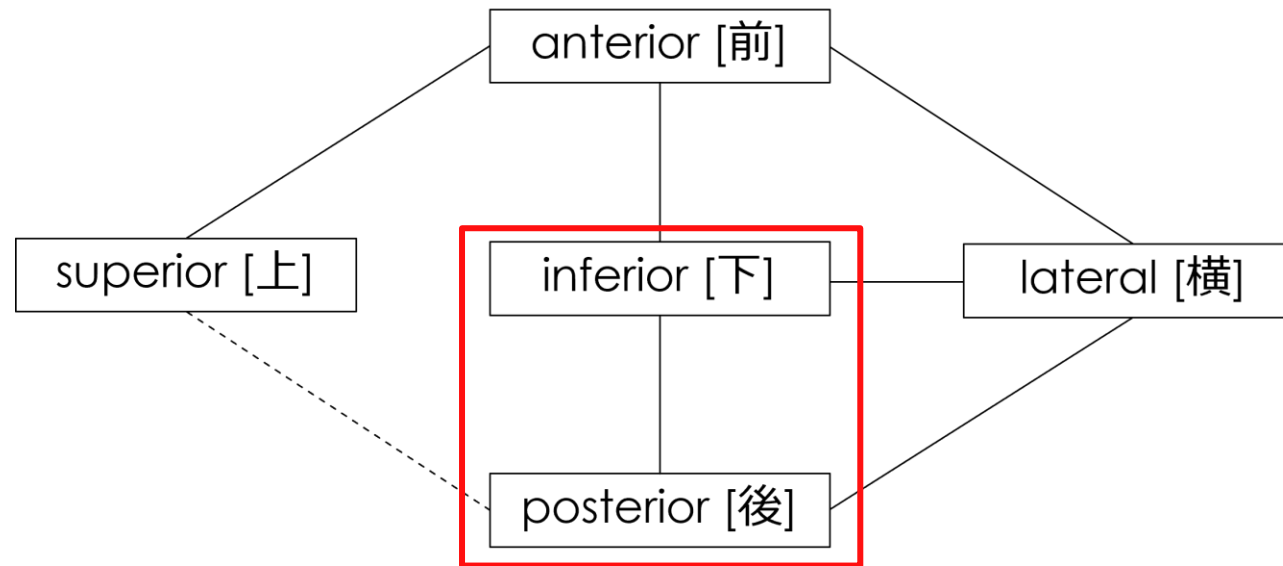 anterior [前]
superior [上]
inferior [下]
lateral [横]
posterior [後]